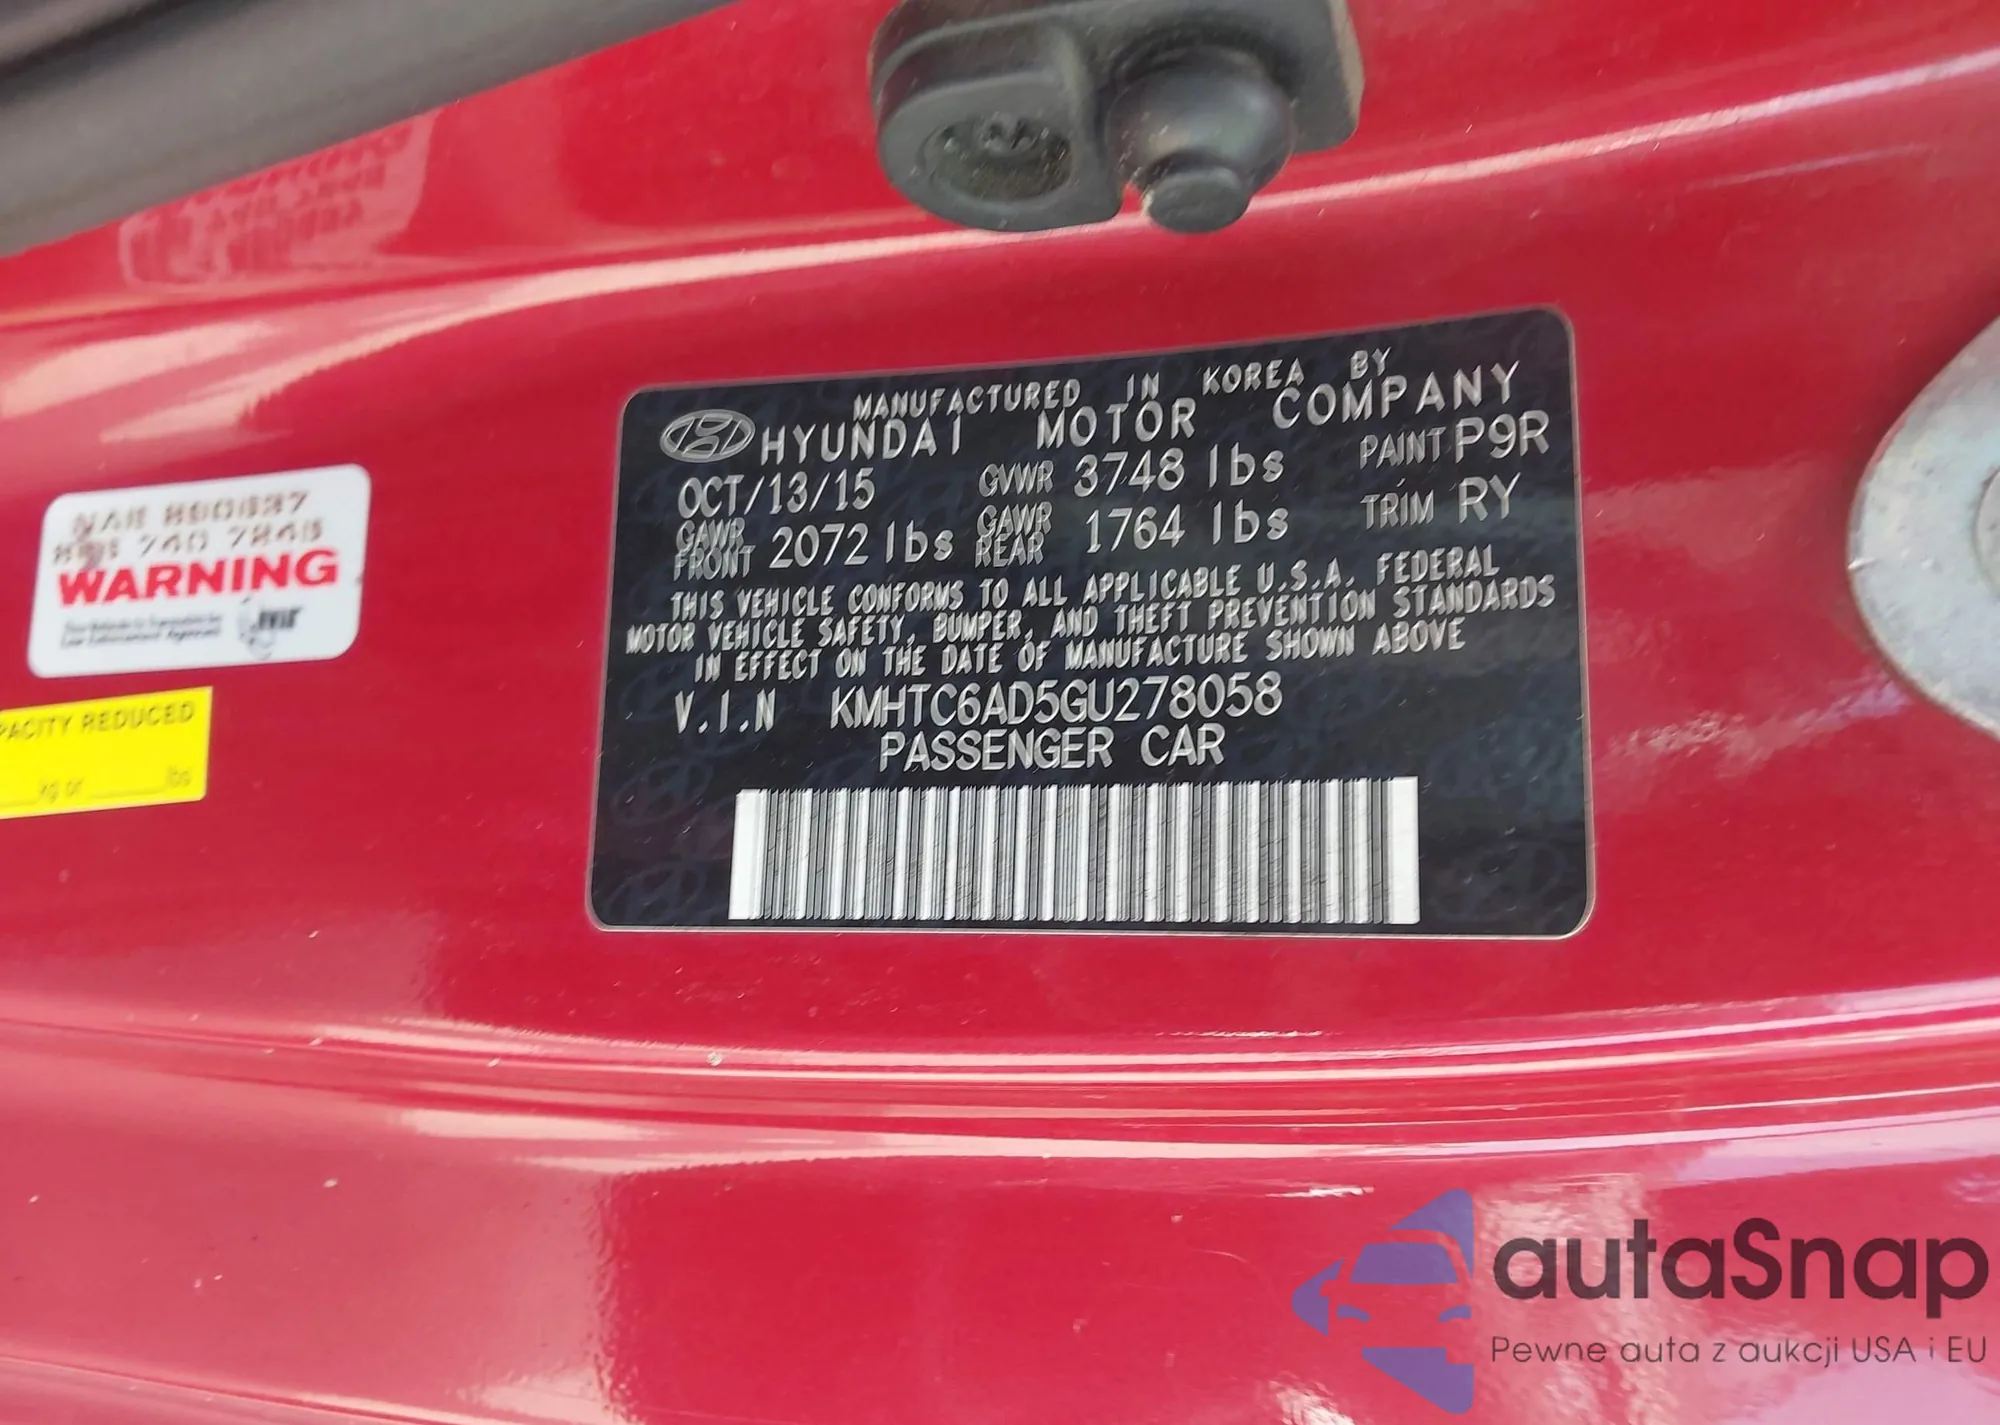 MANUFACTURED IN KOREA BY
HYUNDAI MOTOR COMPANY
OCT/13/15 GVWR 3748 lbs PAINT P9R
GAWR FRONT 2072 lbs GAWR REAR 1764 lbs TRIM RY
THIS VEHICLE CONFORMS TO ALL APPLICABLE U.S.A. FEDERAL
MOTOR VEHICLE SAFETY, BUMPER, AND THEFT PREVENTION STANDARDS
IN EFFECT ON THE DATE OF MANUFACTURE SHOWN ABOVE
V.I.N KMHTC6AD5GU278058
PASSENGER CAR
WARNING
PACITY REDUCED
kg or lbs
autaSnap
Pewne auta z aukcji USA i EU